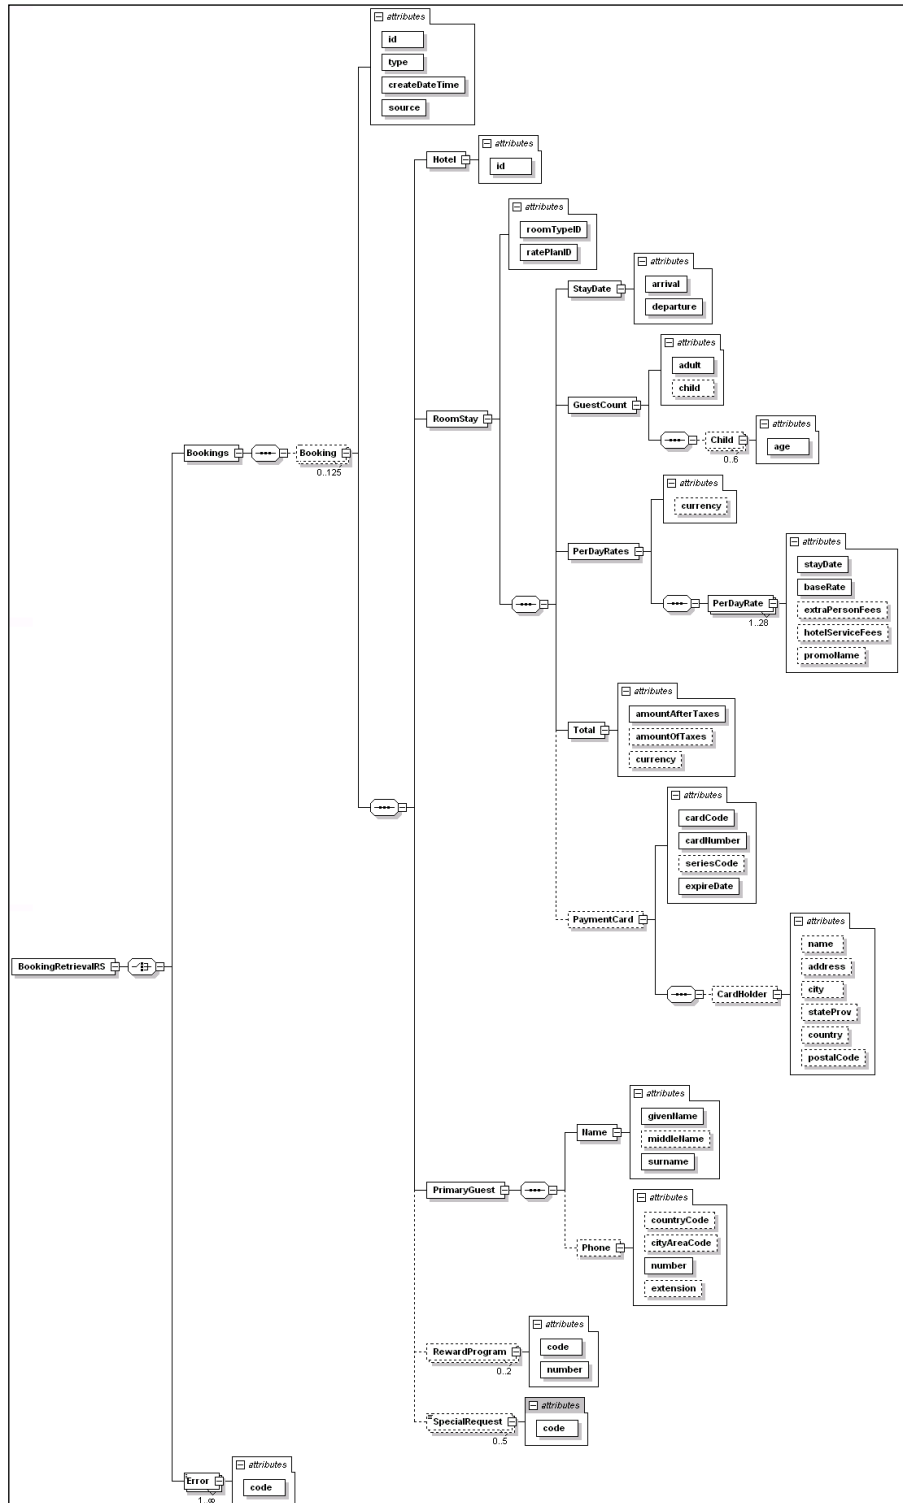 attributes
id
type
createDateTime
source
Hotel
attributes
id
attributes
roomTypeID
ratePlanID
StayDate
attributes
arrival
departure
attributes
adult
child
GuestCount
RoomStay
Child
0..6
attributes
age
Bookings
Booking
0..125
attributes
currency
PerDayRates
PerDayRate
1..28
attributes
stayDate
baseRate
extraPersonFees
hotelServiceFees
promoName
Total
attributes
amountAfterTaxes
amountOfTaxes
currency
attributes
cardCode
cardNumber
seriesCode
expireDate
PaymentCard
BookingRetrievalRS
CardHolder
attributes
name
address
city
stateProv
country
postalCode
Name
attributes
givenName
middleName
surname
PrimaryGuest
Phone
attributes
countryCode
cityAreaCode
number
extension
RewardProgram
0..2
attributes
code
number
SpecialRequest
0..5
attributes
code
Error
1..∞
attributes
code